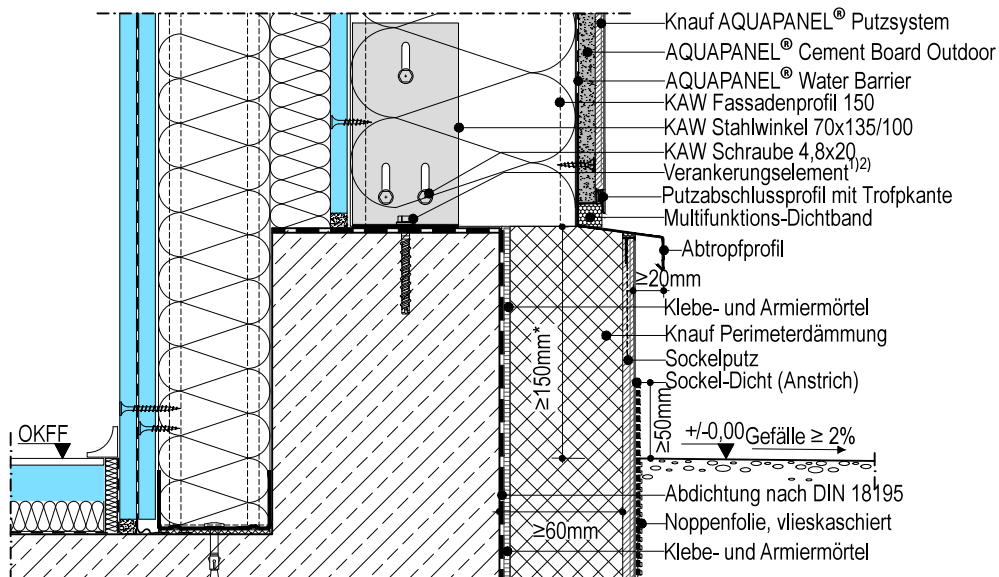 Knauf AQUAPANEL® Putzsystem
AQUAPANEL® Cement Board Outdoor
AQUAPANEL® Water Barrier
KAW Fassadenprofil 150
KAW Stahlwinkel 70x135/100
KAW Schraube 4,8x20
Verankerungselement¹⁾²⁾
Putzabschlussprofil mit Trofpkante
Multifunktions-Dichtband
Abtropfprofil
≥20mm
Klebe- und Armiermörtel
Knauf Perimeterdämmung
Sockelputz
Sockel-Dicht (Anstrich)
≥150mm*
≥50mm
OKFF
+/-0,00 Gefälle ≥ 2%
Abdichtung nach DIN 18195
Noppenfolie, vlieskaschiert
≥60mm
Klebe- und Armiermörtel